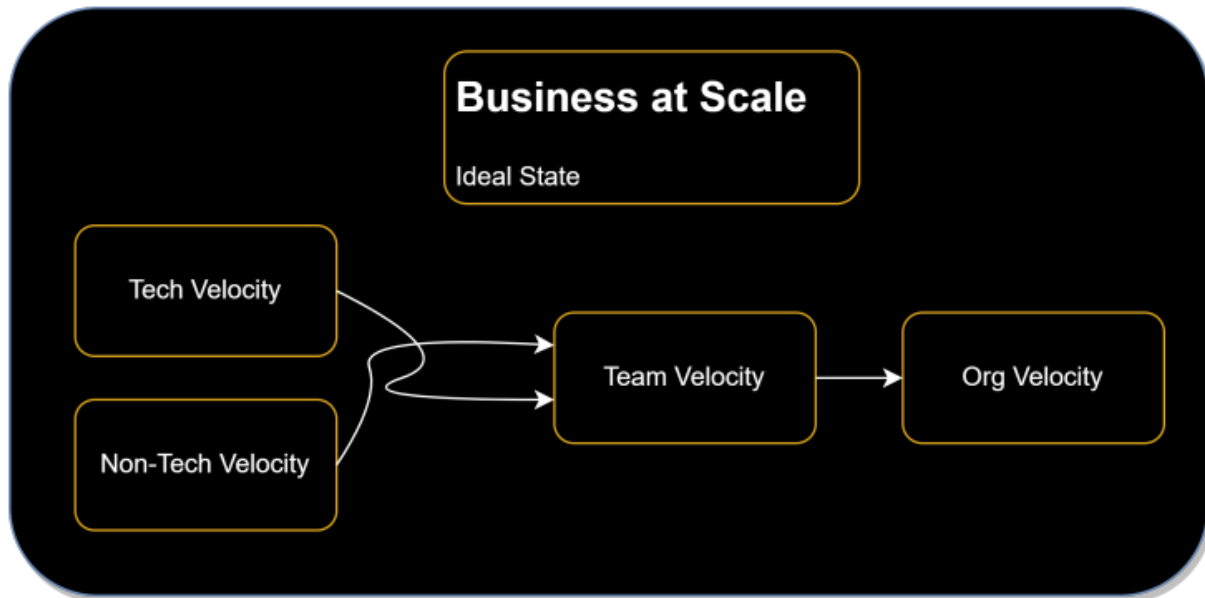 Business at Scale
Ideal State
Tech Velocity
Non-Tech Velocity
Team Velocity
Org Velocity